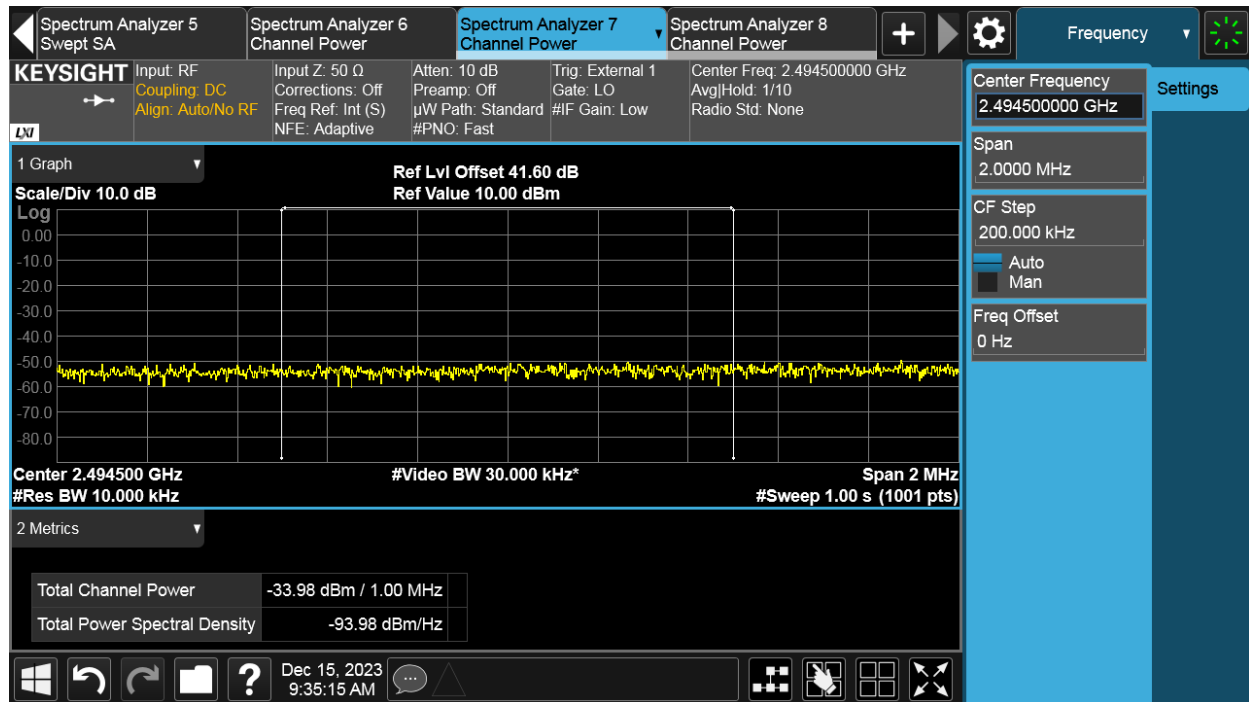 Spectrum Analyzer 5
Swept SA
Spectrum Analyzer 6
Channel Power
Spectrum Analyzer 7
Channel Power
Spectrum Analyzer 8
Channel Power
+
Frequency
KEYSIGHT
LXI
Input: RF
Coupling: DC
Align: Auto/No RF
Input Z: 50 Ω
Corrections: Off
Freq Ref: Int (S)
NFE: Adaptive
Atten: 10 dB
Preamp: Off
µW Path: Standard
#PNO: Fast
Trig: External 1
Gate: LO
#IF Gain: Low
Center Freq: 2.494500000 GHz
Avg|Hold: 1/10
Radio Std: None
Center Frequency
2.494500000 GHz
Settings
Span
2.0000 MHz
CF Step
200.000 kHz
Auto
Man
Freq Offset
0 Hz
1 Graph
Scale/Div 10.0 dB
Ref Lvl Offset 41.60 dB
Ref Value 10.00 dBm
Log
0.00
-10.0
-20.0
-30.0
-40.0
-50.0
-60.0
-70.0
-80.0
Center 2.494500 GHz
#Res BW 10.000 kHz
#Video BW 30.000 kHz*
Span 2 MHz
#Sweep 1.00 s (1001 pts)
2 Metrics
Total Channel Power -33.98 dBm / 1.00 MHz
Total Power Spectral Density -93.98 dBm/Hz
?
Dec 15, 2023
9:35:15 AM